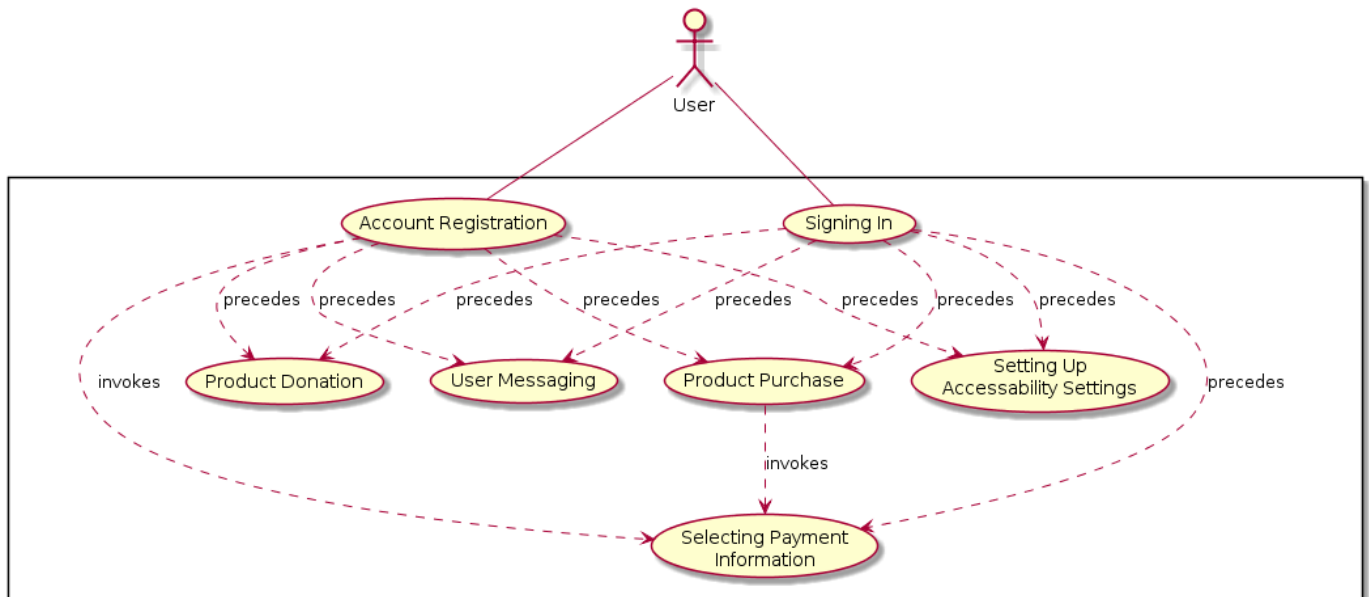 User
Account Registration
Signing In
precedes
precedes
precedes
precedes
precedes
precedes
precedes
precedes
invokes
Product Donation
User Messaging
Product Purchase
Setting Up
Accessability Settings
precedes
invokes
Selecting Payment
Information